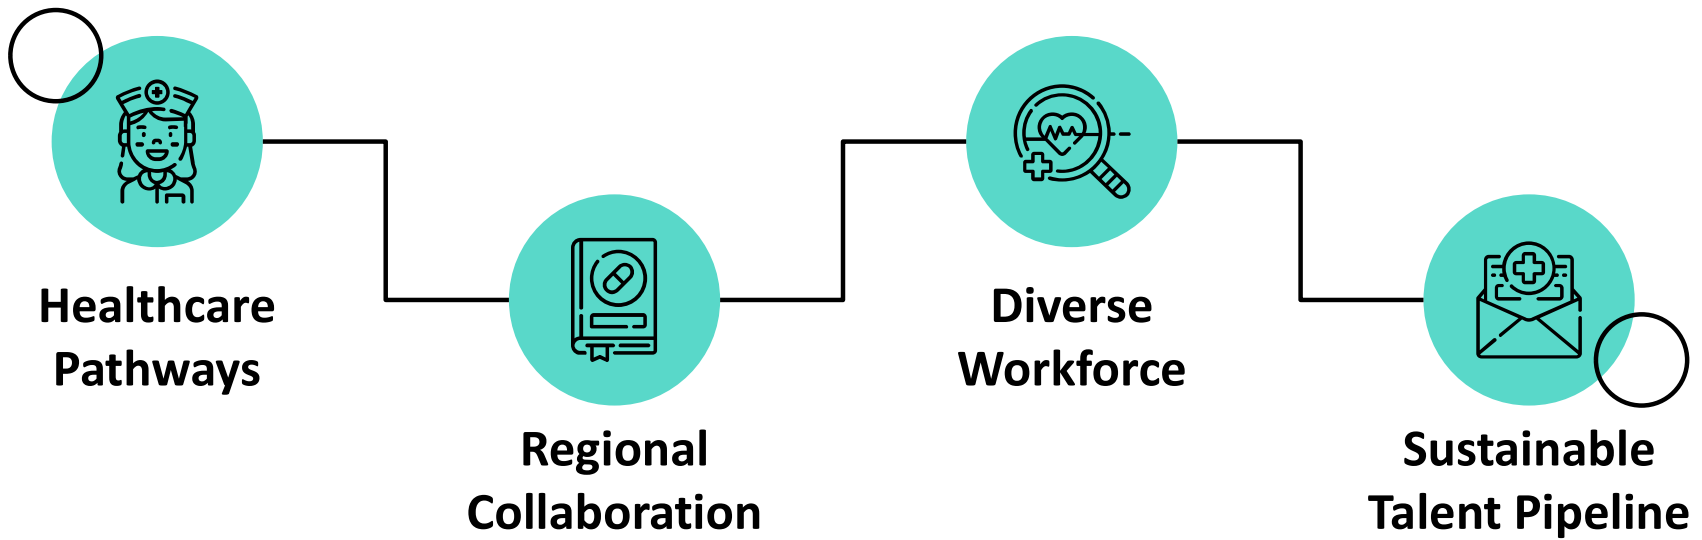 Healthcare
Pathways
Regional
Collaboration
Diverse
Workforce
Sustainable
Talent Pipeline